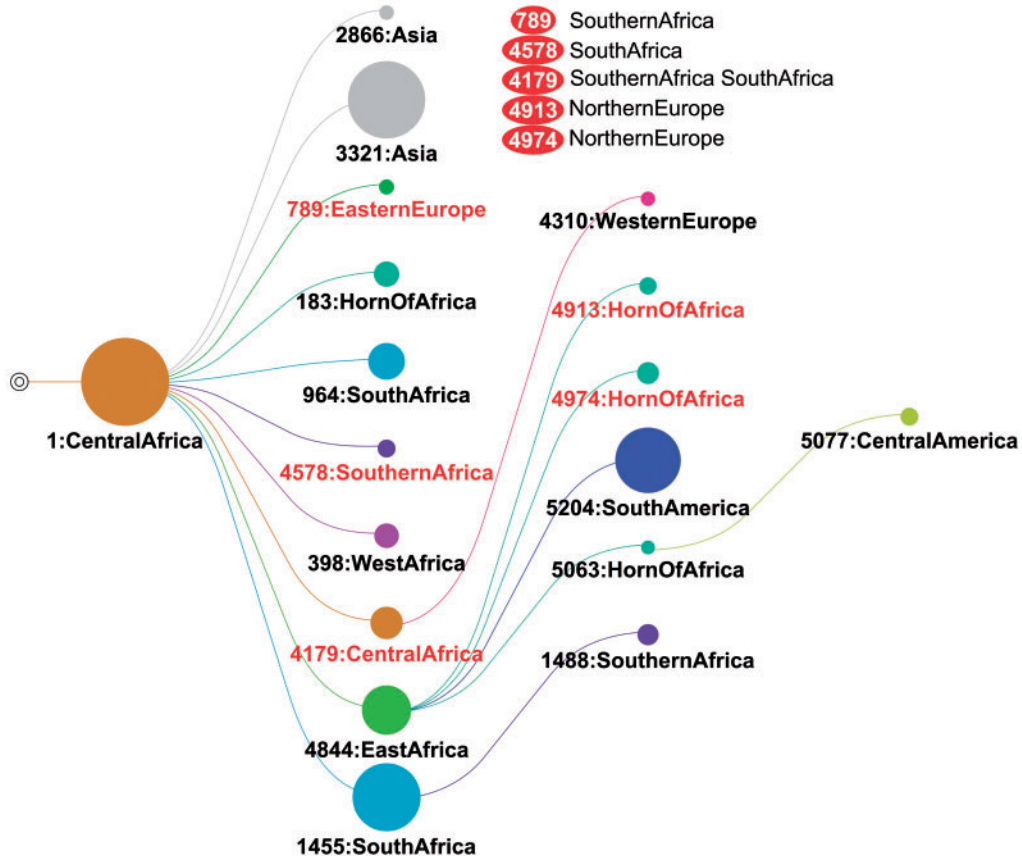 2866:Asia
3321:Asia
789 SouthernAfrica
4578 SouthAfrica
4179 SouthernAfrica SouthAfrica
4913 NorthernEurope
4974 NorthernEurope
789:EasternEurope
4310:WesternEurope
183:HornOfAfrica
4913:HornOfAfrica
964:SouthAfrica
4974:HornOfAfrica
1:CentralAfrica
5077:CentralAmerica
4578:SouthernAfrica
5204:SouthAmerica
398:WestAfrica
5063:HornOfAfrica
4179:CentralAfrica
1488:SouthernAfrica
4844:EastAfrica
1455:SouthAfrica